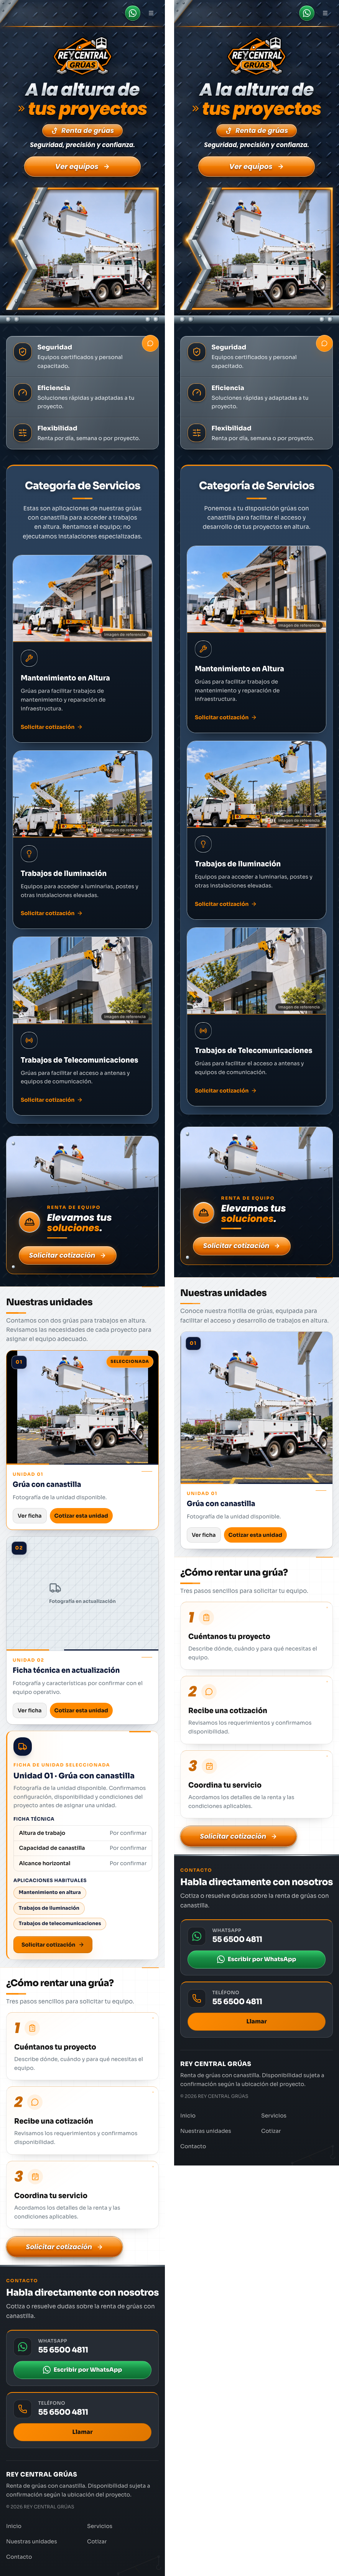 REY CENTRAL
GRÚAS
A la altura de
» tus proyectos
Renta de grúas
Seguridad, precisión y confianza.
Ver equipos →
Seguridad
Equipos certificados y personal
capacitado.
Eficiencia
Soluciones rápidas y adaptadas a tu
proyecto.
Flexibilidad
Renta por día, semana o por proyecto.
Categoría de Servicios
Estas son aplicaciones de nuestras grúas
con canastilla para acceder a trabajos
en altura. Rentamos el equipo; no
ejecutamos instalaciones especializadas.
Imagen de referencia
Mantenimiento en Altura
Grúas para facilitar trabajos de
mantenimiento y reparación de
infraestructura.
Solicitar cotización →
Imagen de referencia
Trabajos de Iluminación
Equipos para acceder a luminarias, postes y
otras instalaciones elevadas.
Solicitar cotización →
Imagen de referencia
Trabajos de Telecomunicaciones
Grúas para facilitar el acceso a antenas y
equipos de comunicación.
Solicitar cotización →
RENTA DE EQUIPO
Elevamos tus
soluciones.
Solicitar cotización →
Nuestras unidades
Contamos con dos grúas para trabajos en altura.
Revisamos las necesidades de cada proyecto para
asignar el equipo adecuado.
01
SELECCIONADA
UNIDAD 01
Grúa con canastilla
Fotografía de la unidad disponible.
Ver ficha
Cotizar esta unidad
02
Fotografía en actualización
UNIDAD 02
Ficha técnica en actualización
Fotografía y características por confirmar con el
equipo operativo.
Ver ficha
Cotizar esta unidad
FICHA DE UNIDAD SELECCIONADA
Unidad 01 · Grúa con canastilla
Fotografía de la unidad disponible. Confirmamos
configuración, disponibilidad y condiciones del
proyecto antes de asignar una unidad.
FICHA TÉCNICA
Altura de trabajo Por confirmar
Capacidad de canastilla Por confirmar
Alcance horizontal Por confirmar
APLICACIONES HABITUALES
Mantenimiento en altura
Trabajos de iluminación
Trabajos de telecomunicaciones
Solicitar cotización →
¿Cómo rentar una grúa?
Tres pasos sencillos para solicitar tu equipo.
1
Cuéntanos tu proyecto
Describe dónde, cuándo y para qué necesitas el
equipo.
2
Recibe una cotización
Revisamos los requerimientos y confirmamos
disponibilidad.
3
Coordina tu servicio
Acordamos los detalles de la renta y las
condiciones aplicables.
Solicitar cotización →
CONTACTO
Habla directamente con nosotros
Cotiza o resuelve dudas sobre la renta de grúas con
canastilla.
WHATSAPP
55 6500 4811
Escribir por WhatsApp
TELÉFONO
55 6500 4811
Llamar
REY CENTRAL GRÚAS
Renta de grúas con canastilla. Disponibilidad sujeta a
confirmación según la ubicación del proyecto.
© 2026 REY CENTRAL GRÚAS
Inicio Servicios
Nuestras unidades Cotizar
Contacto
REY CENTRAL
GRÚAS
A la altura de
» tus proyectos
Renta de grúas
Seguridad, precisión y confianza.
Ver equipos →
Seguridad
Equipos certificados y personal
capacitado.
Eficiencia
Soluciones rápidas y adaptadas a tu
proyecto.
Flexibilidad
Renta por día, semana o por proyecto.
Categoría de Servicios
Ponemos a tu disposición grúas con
canastilla para facilitar el acceso y
desarrollo de tus proyectos en altura.
Imagen de referencia
Mantenimiento en Altura
Grúas para facilitar trabajos de
mantenimiento y reparación de
infraestructura.
Solicitar cotización →
Imagen de referencia
Trabajos de Iluminación
Equipos para acceder a luminarias, postes y
otras instalaciones elevadas.
Solicitar cotización →
Imagen de referencia
Trabajos de Telecomunicaciones
Grúas para facilitar el acceso a antenas y
equipos de comunicación.
Solicitar cotización →
RENTA DE EQUIPO
Elevamos tus
soluciones.
Solicitar cotización →
Nuestras unidades
Conoce nuestra flotilla de grúas, equipada para
facilitar el acceso y desarrollo de trabajos en altura.
01
UNIDAD 01
Grúa con canastilla
Fotografía de la unidad disponible.
Ver ficha
Cotizar esta unidad
¿Cómo rentar una grúa?
Tres pasos sencillos para solicitar tu equipo.
1
Cuéntanos tu proyecto
Describe dónde, cuándo y para qué necesitas el
equipo.
2
Recibe una cotización
Revisamos los requerimientos y confirmamos
disponibilidad.
3
Coordina tu servicio
Acordamos los detalles de la renta y las
condiciones aplicables.
Solicitar cotización →
CONTACTO
Habla directamente con nosotros
Cotiza o resuelve dudas sobre la renta de grúas con
canastilla.
WHATSAPP
55 6500 4811
Escribir por WhatsApp
TELÉFONO
55 6500 4811
Llamar
REY CENTRAL GRÚAS
Renta de grúas con canastilla. Disponibilidad sujeta a
confirmación según la ubicación del proyecto.
© 2026 REY CENTRAL GRÚAS
Inicio Servicios
Nuestras unidades Cotizar
Contacto